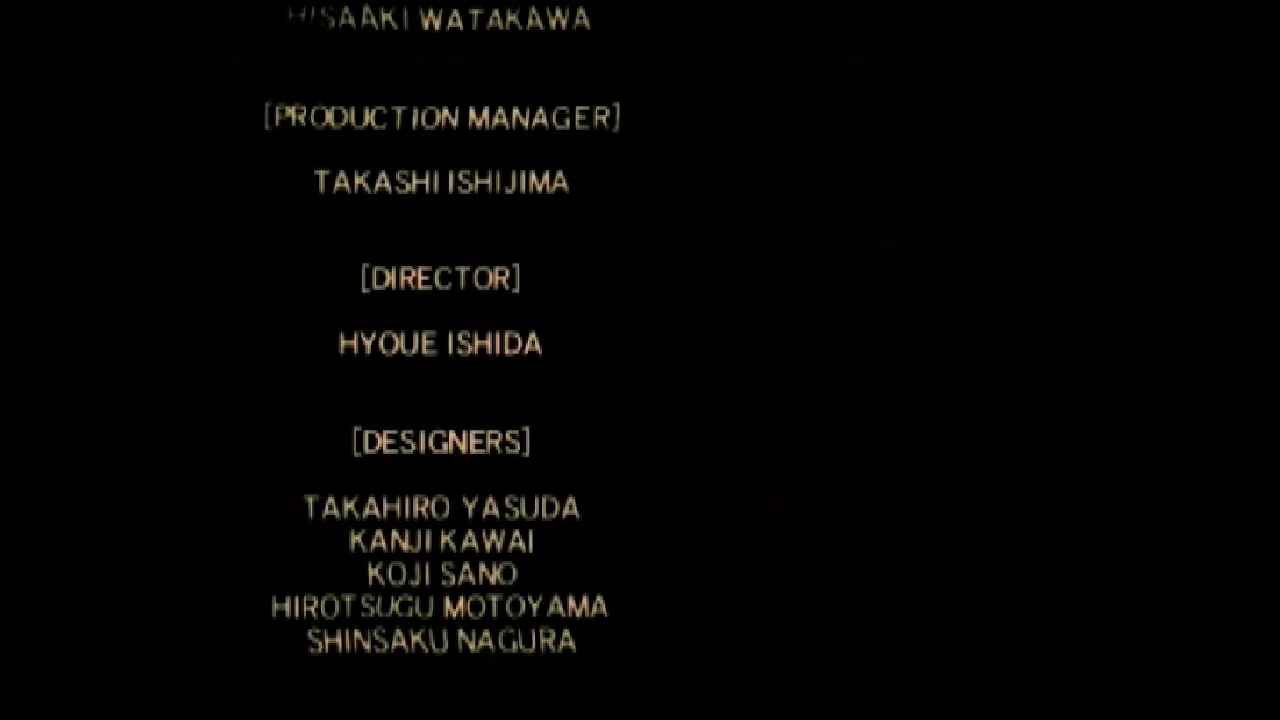 HISAAKI WATAKAWA
[PRODUCTION MANAGER]
TAKASHI ISHIJIMA
[DIRECTOR]
HYOUE ISHIDA
[DESIGNERS]
TAKAHIRO YASUDA
KANJI KAWAI
KOJI SANO
HIROTSUGU MOTOYAMA
SHINSAKU NAGURA